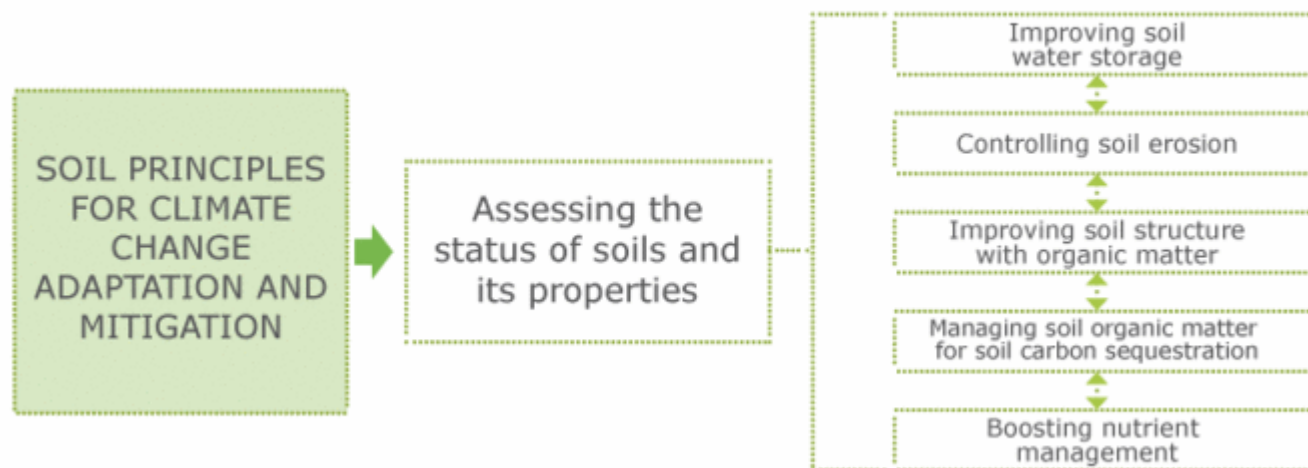 SOIL PRINCIPLES
FOR CLIMATE
CHANGE
ADAPTATION AND
MITIGATION
Assessing the
status of soils and
its properties
Improving soil
water storage
Controlling soil erosion
Improving soil structure
with organic matter
Managing soil organic matter
for soil carbon sequestration
Boosting nutrient
management